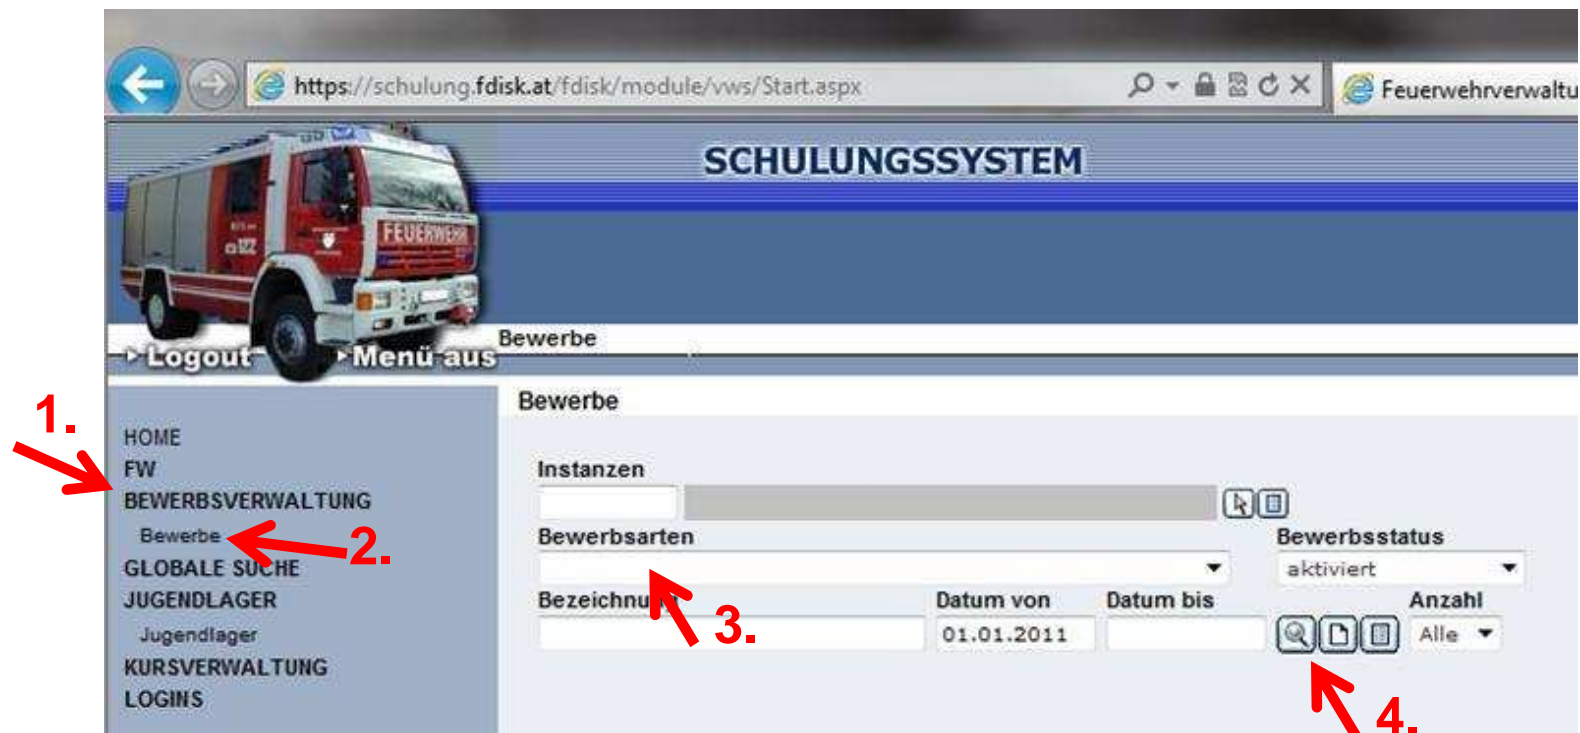 https://schulung.fdisk.at/fdisk/module/vws/Start.aspx
Feuerwehrverwaltu
SCHULUNGSSYSTEM
FEUERWEHR
122
Logout
Menü aus
Bewerbe
Bewerbe
1.
HOME
FW
BEWERBSVERWALTUNG
Bewerbe
2.
GLOBALE SUCHE
JUGENDLAGER
Jugendlager
KURSVERWALTUNG
LOGINS
Instanzen
Bewerbsarten
Bewerbsstatus
aktiviert
3.
Bezeichnung
Datum von
Datum bis
Anzahl
01.01.2011
Alle
4.